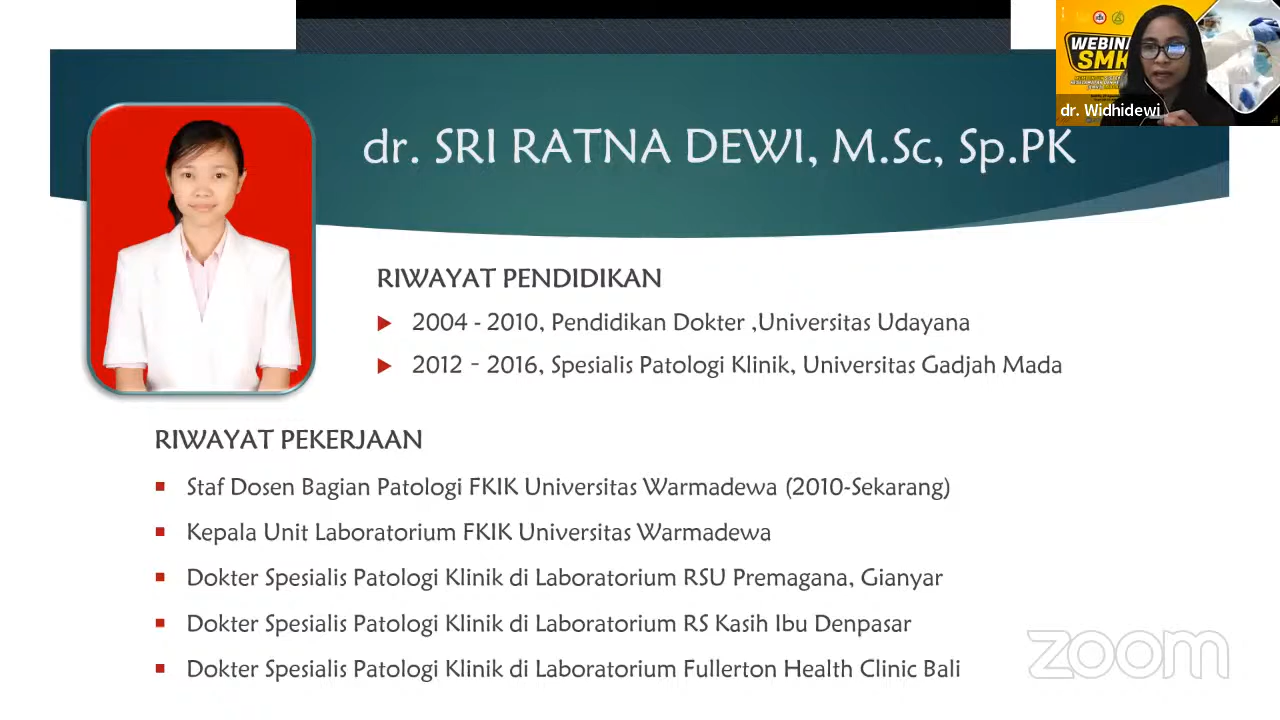 dr. SRI RATNA DEWI, M.Sc, Sp.PK
WEBINA
SMK
dr. Widhidewi
RIWAYAT PENDIDIKAN
2004 - 2010, Pendidikan Dokter ,Universitas Udayana
2012 - 2016, Spesialis Patologi Klinik, Universitas Gadjah Mada
RIWAYAT PEKERJAAN
Staf Dosen Bagian Patologi FKIK Universitas Warmadewa (2010-Sekarang)
Kepala Unit Laboratorium FKIK Universitas Warmadewa
Dokter Spesialis Patologi Klinik di Laboratorium RSU Premagana, Gianyar
Dokter Spesialis Patologi Klinik di Laboratorium RS Kasih Ibu Denpasar
Dokter Spesialis Patologi Klinik di Laboratorium Fullerton Health Clinic Bali
zoom